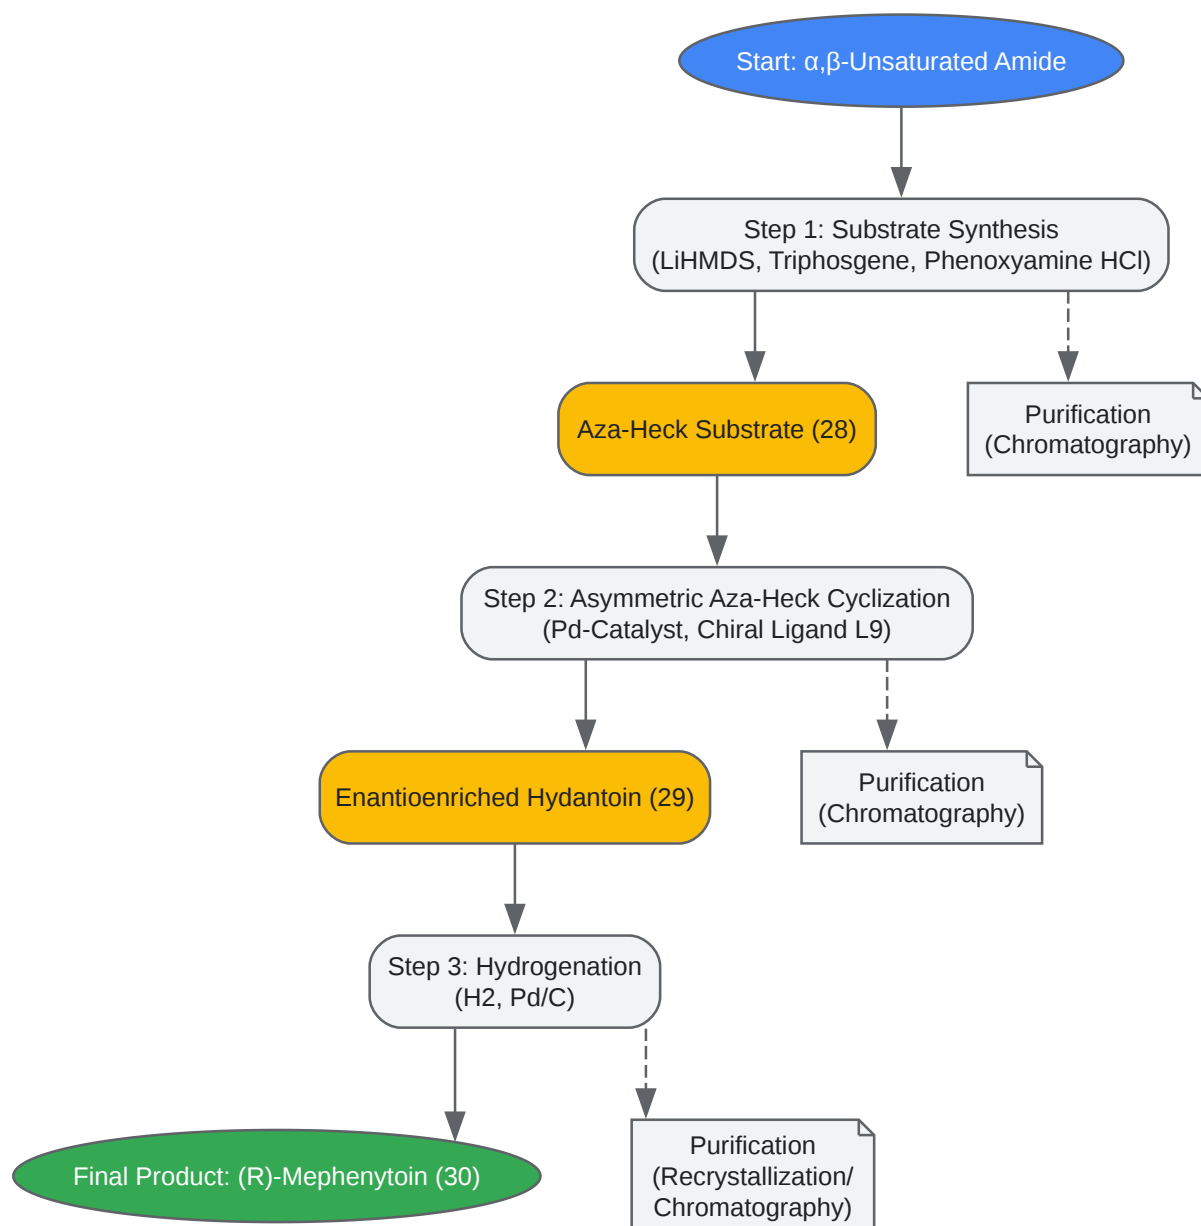 Start: α,β-Unsaturated Amide
Step 1: Substrate Synthesis
(LiHMDS, Triphosgene, Phenoxyamine HCl)
Aza-Heck Substrate (28)
Purification
(Chromatography)
Step 2: Asymmetric Aza-Heck Cyclization
(Pd-Catalyst, Chiral Ligand L9)
Enantioenriched Hydantoin (29)
Purification
(Chromatography)
Step 3: Hydrogenation
(H2, Pd/C)
Final Product: (R)-Mephenytoin (30)
Purification
(Recrystallization/
Chromatography)